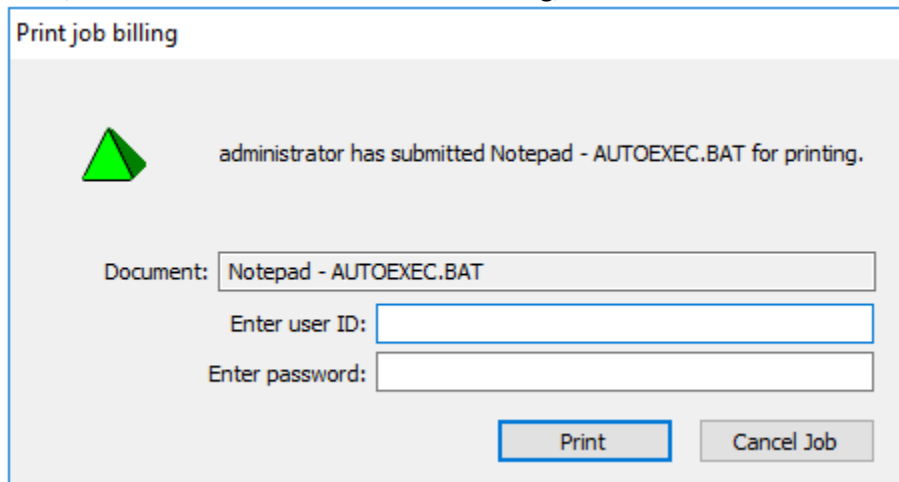 Print job billing
administrator has submitted Notepad - AUTOEXEC.BAT for printing.
Document: Notepad - AUTOEXEC.BAT
Enter user ID:
Enter password:
Print Cancel Job